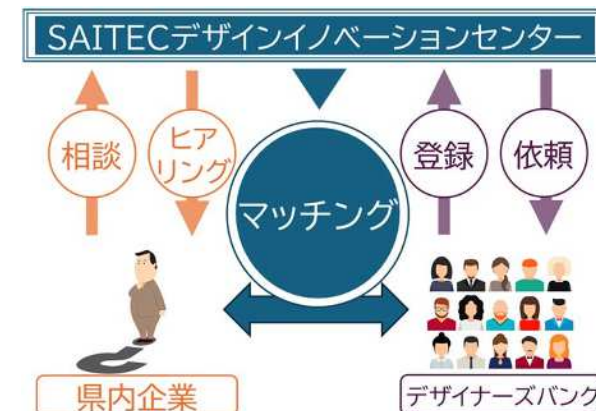 SAITECデザインイノベーションセンター
相談
ヒア
リング
マッチング
登録
依頼
県内企業
デザイナーズバンク